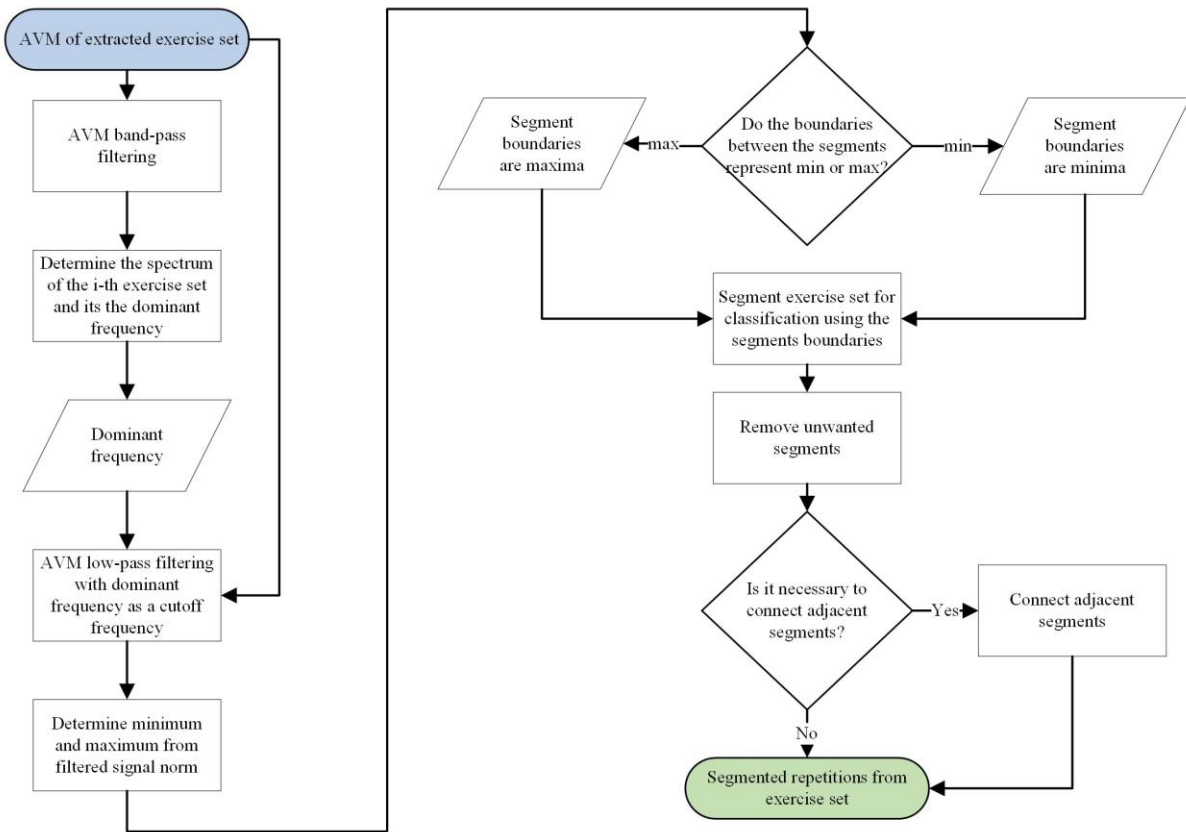 AVM of extracted exercise set
AVM band-pass
filtering
Determine the spectrum
of the i-th exercise set
and its the dominant
frequency
Dominant
frequency
AVM low-pass filtering
with dominant
frequency as a cutoff
frequency
Determine minimum
and maximum from
filtered signal norm
Do the boundaries
between the segments
represent min or max?
max
Segment
boundaries
are maxima
min
Segment
boundaries
are minima
Segment exercise set for
classification using the
segments boundaries
Remove unwanted
segments
Is it necessary to
connect adjacent
segments?
Yes
Connect adjacent
segments
No
Segmented repetitions from
exercise set